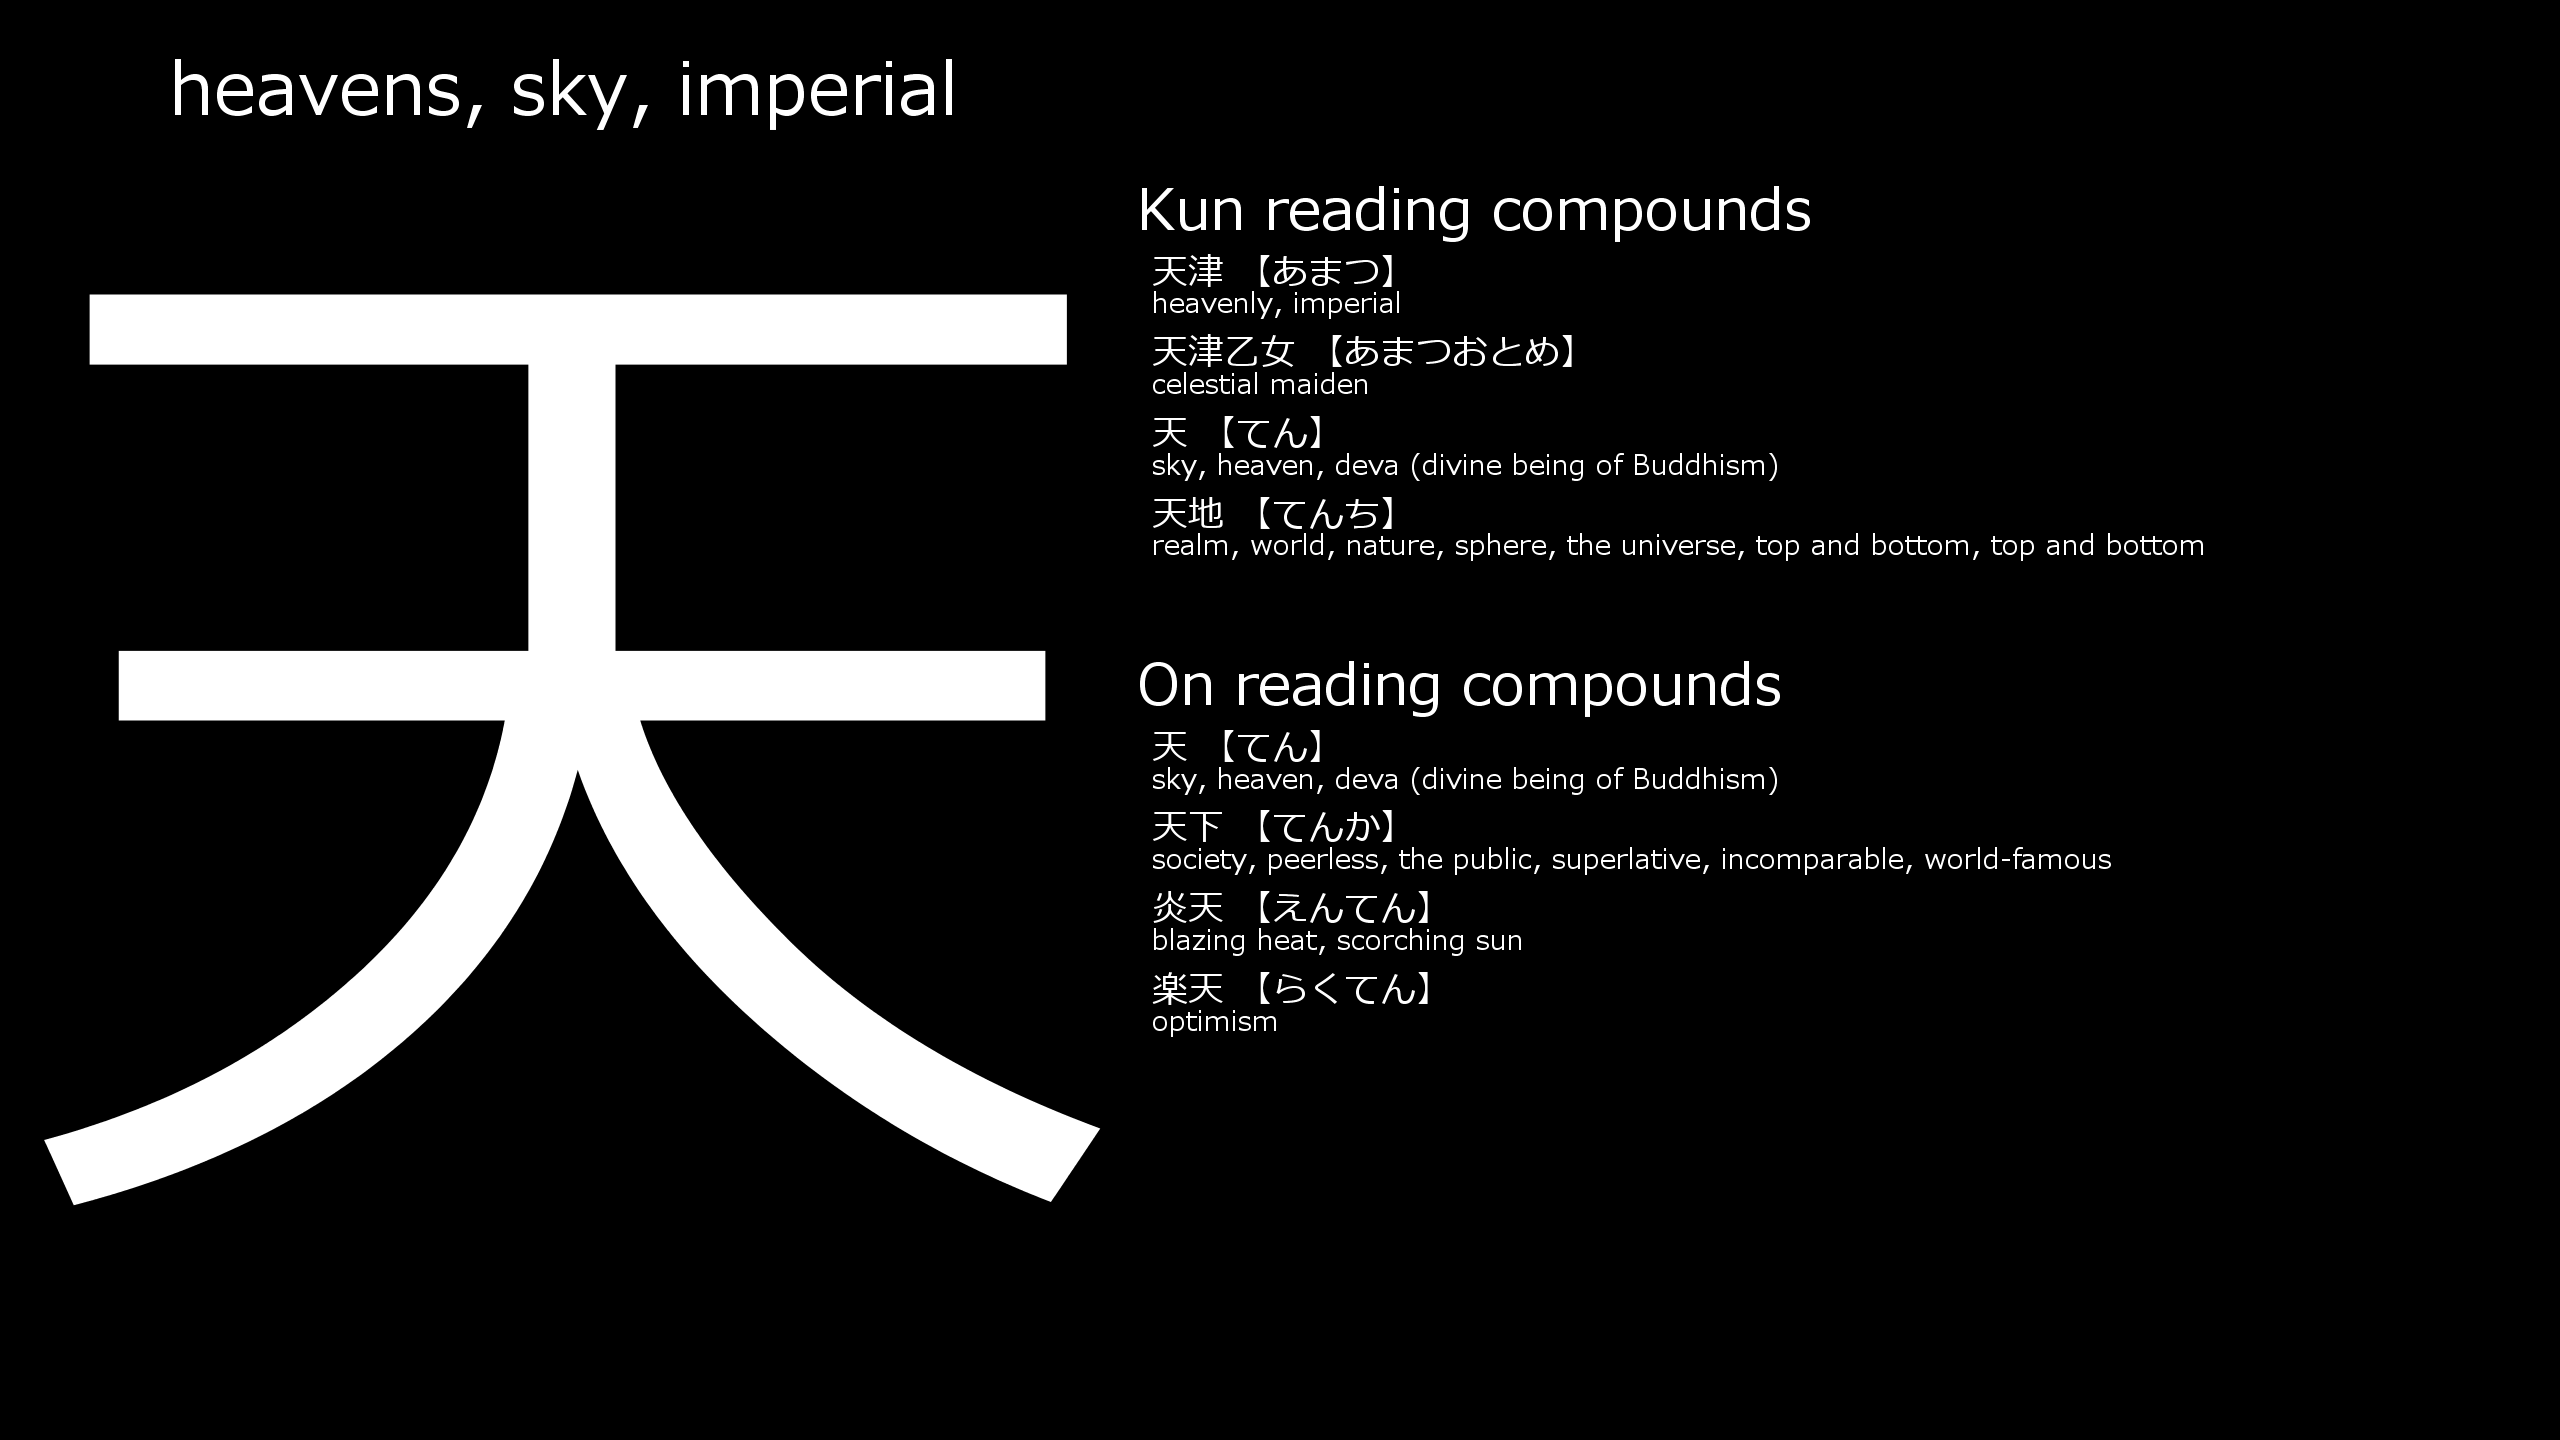 heavens, sky, imperial
天
Kun reading compounds
天津 【あまつ】
heavenly, imperial
天津乙女 【あまつおとめ】
celestial maiden
天 【てん】
sky, heaven, deva (divine being of Buddhism)
天地 【てんち】
realm, world, nature, sphere, the universe, top and bottom, top and bottom
On reading compounds
天 【てん】
sky, heaven, deva (divine being of Buddhism)
天下 【てんか】
society, peerless, the public, superlative, incomparable, world-famous
炎天 【えんてん】
blazing heat, scorching sun
楽天 【らくてん】
optimism